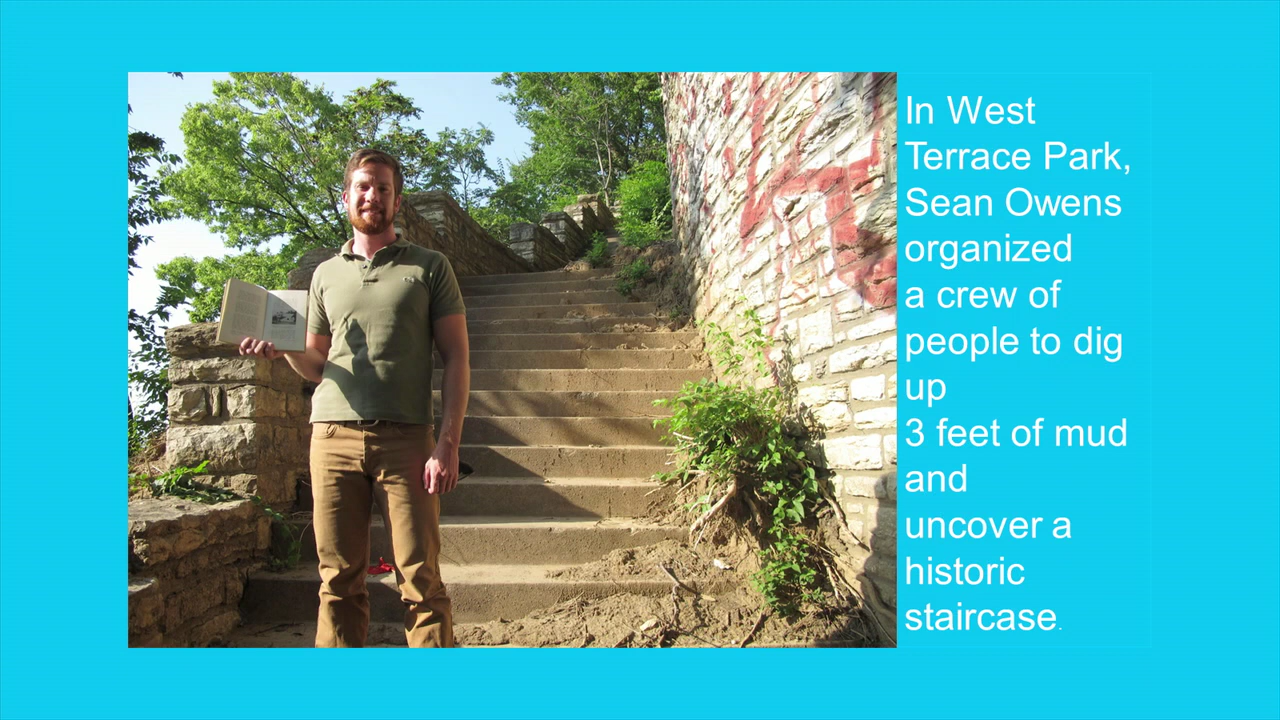 In West
Terrace Park,
Sean Owens
organized
a crew of
people to dig
up
3 feet of mud
and
uncover a
historic
staircase.